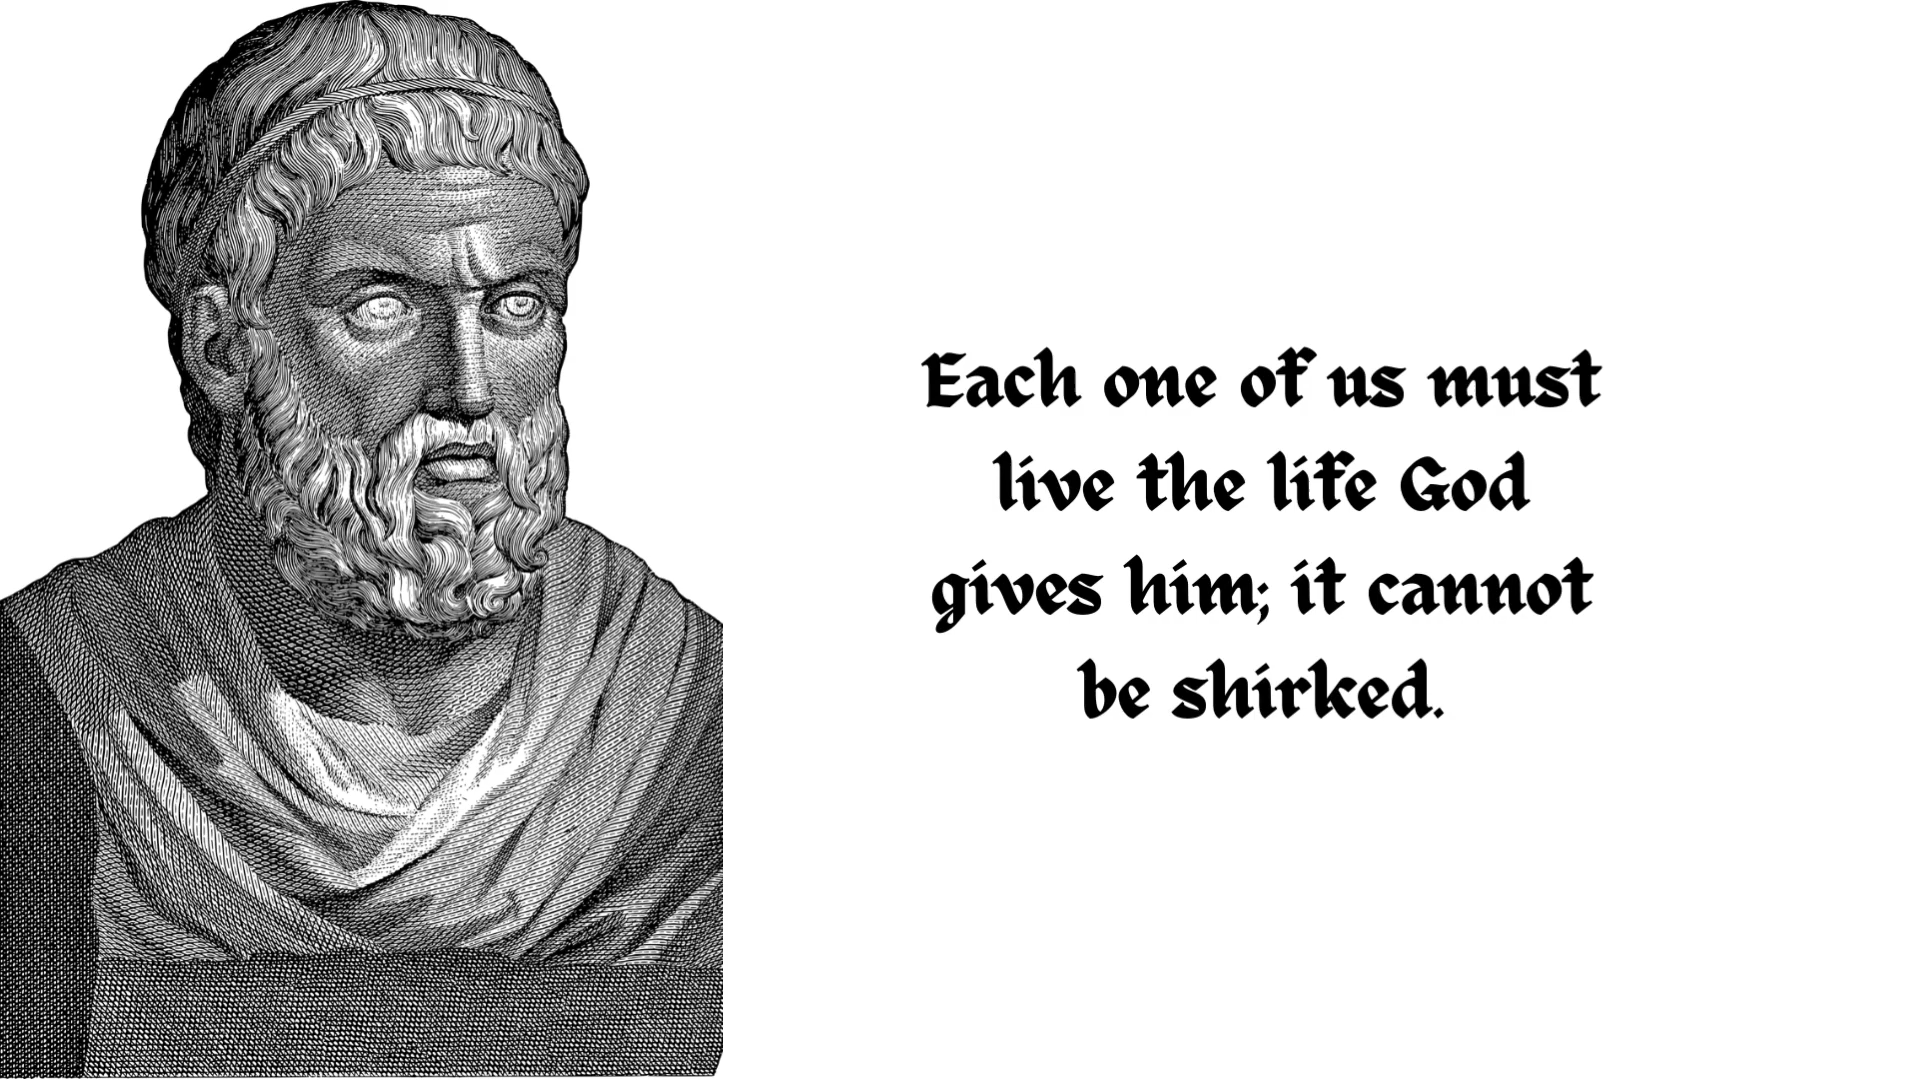 Each one of us must
live the life God
gives him; it cannot
be shirked.